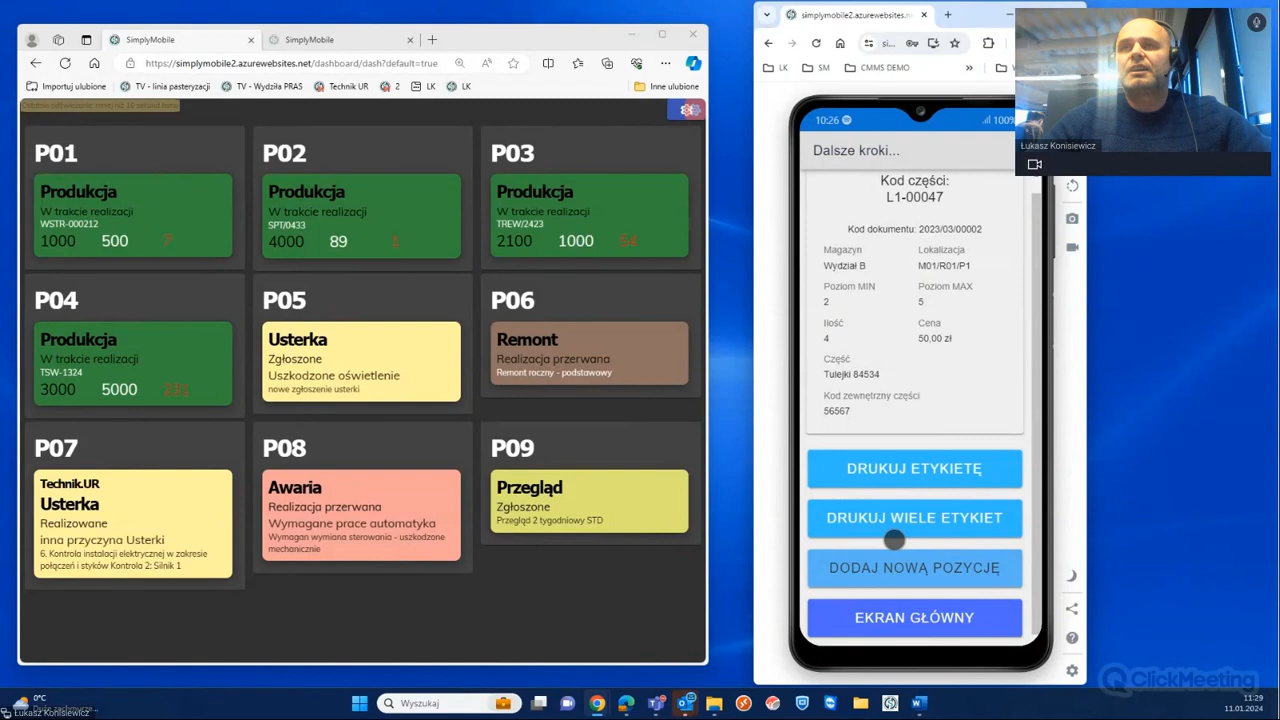 SimplyMobile
SimplyMobile
https://simplymobile2.azurewebsites.net/dashboard/dash?default=true
Importuj ulubione
TV - linia pasteryzacji
TV - Wydziła PRAS
Technik UR
2
LK
LK
Inne ulubione
P01
Produkcja
W trakcie realizacji
WSTR-000212
1000 500 7
P02
Produkcja
W trakcie realizacji
SPT/0433
4000 89 1
P03
Produkcja
W trakcie realizacji
TREW/2423
2100 1000 54
P04
Produkcja
W trakcie realizacji
TSW-1324
3000 5000 231
P05
Usterka
Zgłoszone
Uszkodzone oświetlenie
nowe zgłoszenie usterki
P06
Remont
Realizacja przerwana
Remont roczny - podstawowy
P07
Technik.UR
Usterka
Realizowane
inna przyczyna Usterki
6. Kontrola instalacji elektrycznej w zakresie
połączeń i styków Kontrola 2: Silnik 1
P08
Awaria
Realizacja przerwana
Wymagane prace automatyka
Wymagan wymiana sterowania - uszkodzone
mechanicznie
P09
Przegląd
Zgłoszone
Przegląd 2 tygodniowy STD
simplymobile2.azurewebsites.ne
si...
LK
SM
CMMS DEMO
10:26
100%
Dalsze kroki...
Kod części:
L1-00047
Kod dokumentu: 2023/03/00002
Magazyn Lokalizacja
Wydział B M01/R01/P1
Poziom MIN Poziom MAX
2 5
Ilość Cena
4 50,00 zł
Część
Tulejki 84534
Kod zewnętrzny części
56567
DRUKUJ ETYKIETĘ
DRUKUJ WIELE ETYKIET
DODAJ NOWĄ POZYCJĘ
EKRAN GŁÓWNY
Łukasz Konisiewicz
ClickMeeting
0°C
Łukasz Konisiewicz
Wyszukaj
11:29
11.01.2024